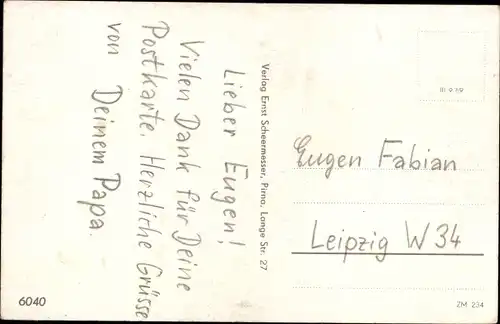 Lieber Eugen!
Vielen Dank für Deine
Postkarte. Herzliche Grüsse
von Deinem Papa.
Verlag Ernst Scheermesser, Pirna, Lange Str. 27
Eugen Fabian
Leipzig W 34
6040
ZM 234